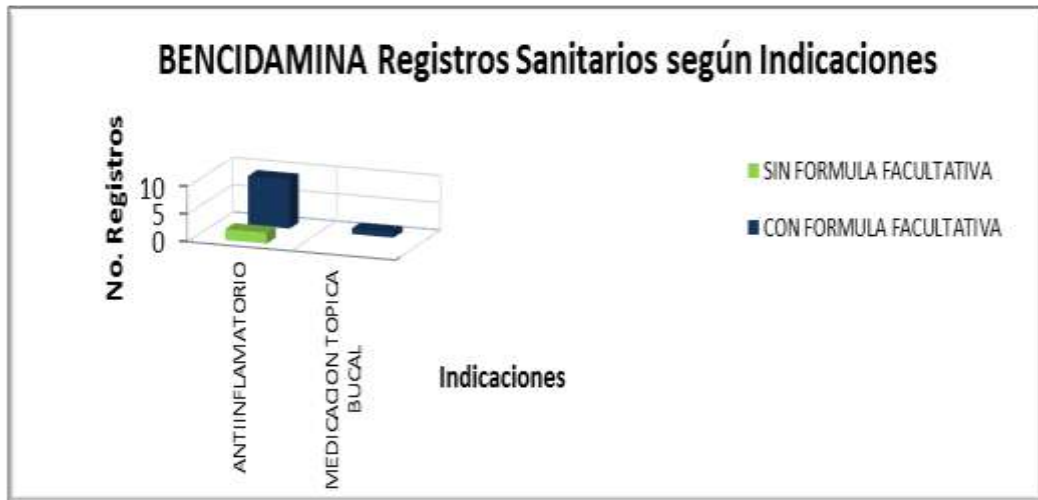 BENCIDAMINA Registros Sanitarios según Indicaciones
No. Registros
10
5
0
ANTIINFLAMATORIO
MEDICACION TOPICA
BUCAL
Indicaciones
SIN FORMULA FACULTATIVA
CON FORMULA FACULTATIVA